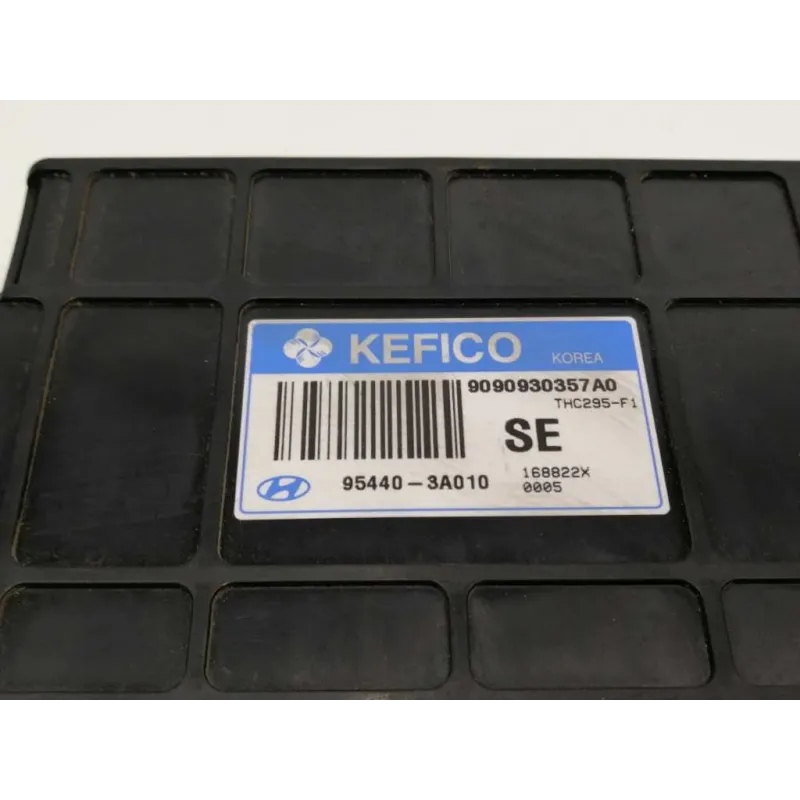 KEFICO KOREA
9090930357A0
THC295-F1
SE
95440-3A010
168822X
0005